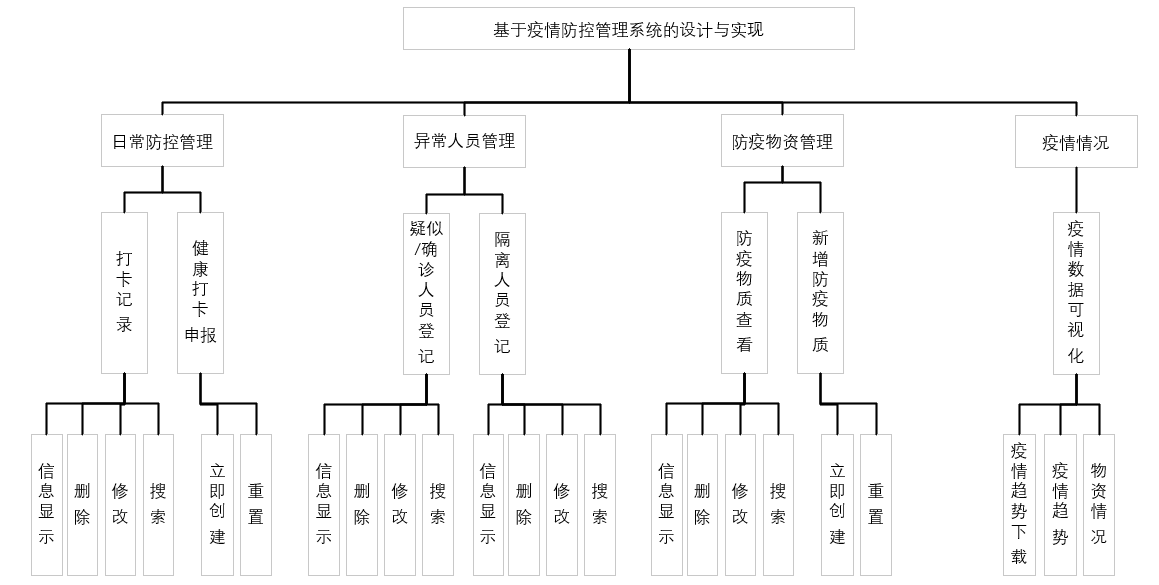 基于疫情防控管理系统的设计与实现
日常防控管理
异常人员管理
防疫物资管理
疫情情况
打卡记录
健康打卡申报
疑似/确诊人员登记
隔离人员登记
防疫物质查看
新增防疫物质
疫情数据可视化
信息显示
删除
修改
搜索
立即创建
重置
信息显示
删除
修改
搜索
信息显示
删除
修改
搜索
信息显示
删除
修改
搜索
立即创建
重置
疫情趋势下载
疫情趋势
物资情况